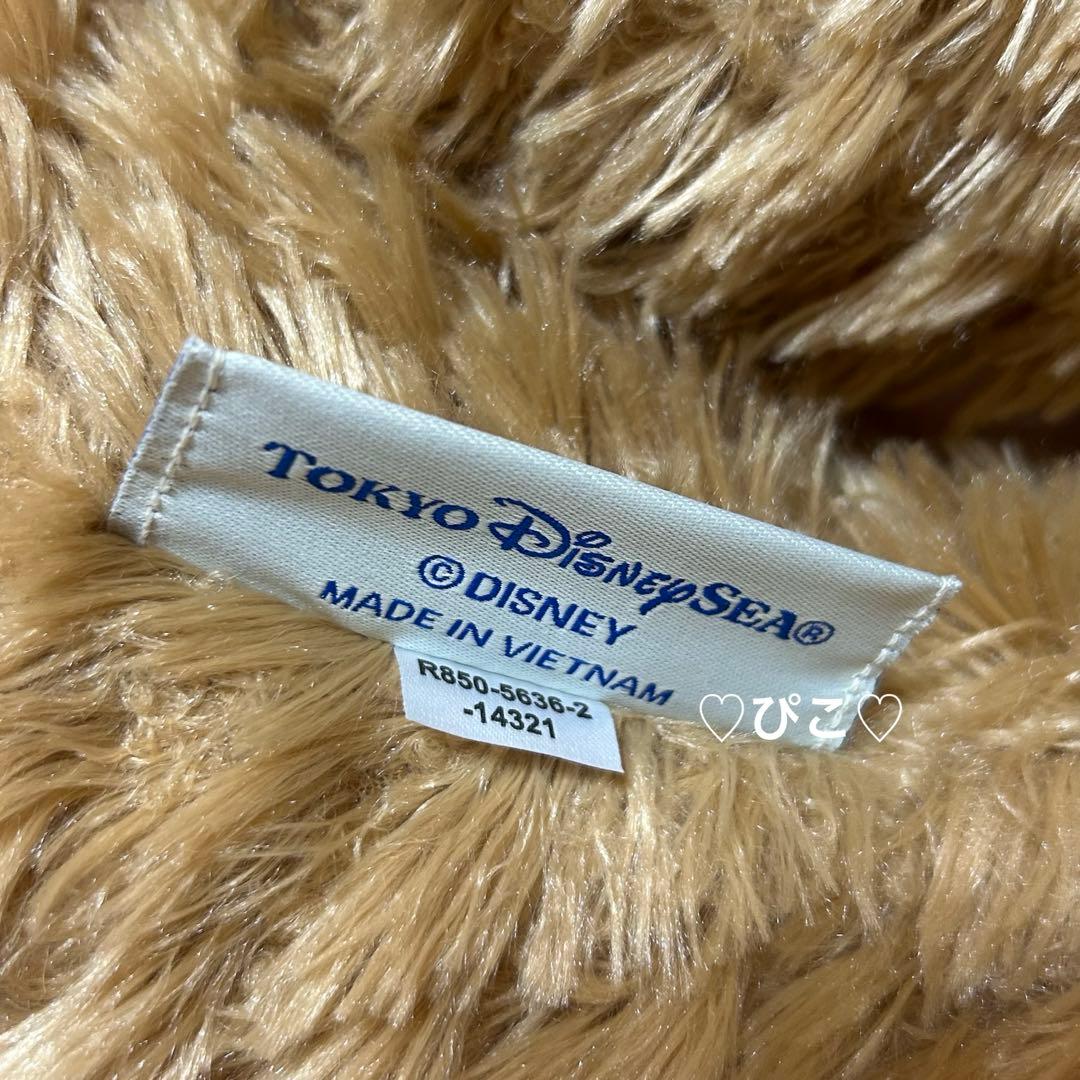 TOKYO DISNEYSEA®
©DISNEY
MADE IN VIETNAM
R850-5636-2
-14321
♡ぴこ♡